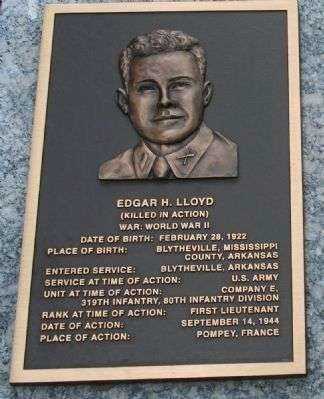 EDGAR H. LLOYD
(KILLED IN ACTION)
WAR: WORLD WAR II
DATE OF BIRTH: FEBRUARY 28, 1922
PLACE OF BIRTH: BLYTHEVILLE, MISSISSIPPI
COUNTY, ARKANSAS
ENTERED SERVICE: BLYTHEVILLE, ARKANSAS
SERVICE AT TIME OF ACTION: U.S. ARMY
UNIT AT TIME OF ACTION: COMPANY E,
319TH INFANTRY, 80TH INFANTRY DIVISION
RANK AT TIME OF ACTION: FIRST LIEUTENANT
DATE OF ACTION: SEPTEMBER 14, 1944
PLACE OF ACTION: POMPEY, FRANCE